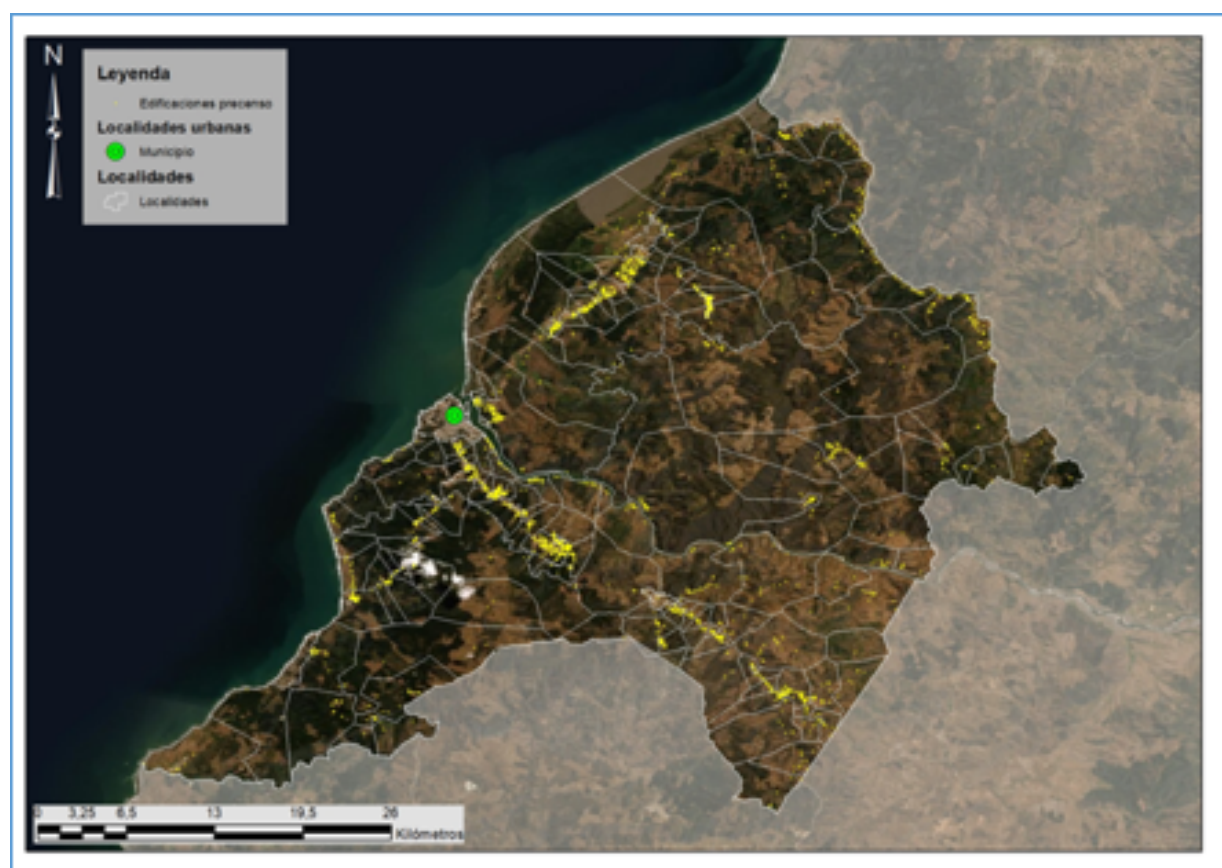 N
Leyenda
Edificaciones precenso
Localidades urbanas
Municipio
Localidades
Localidades
0 3,25 6,5 13 19,5 26
Kilómetros